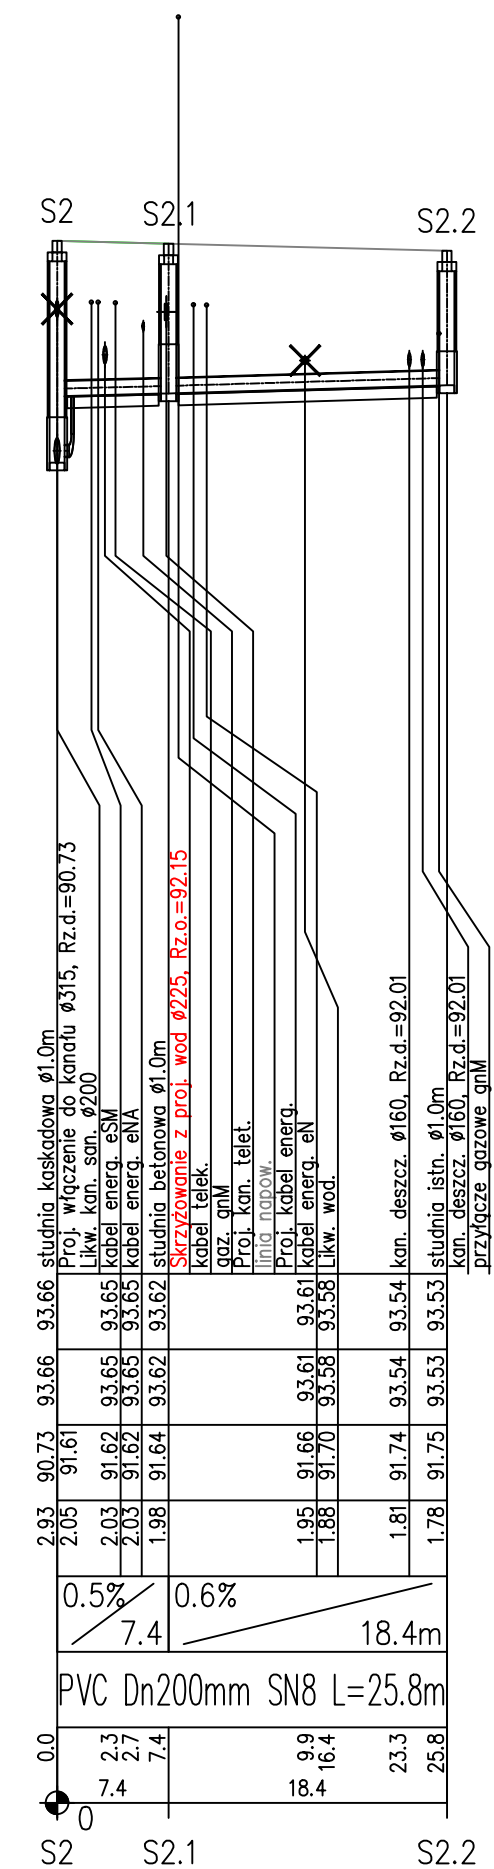 S2
S2.1
S2.2
studnia kaskadowa ø1.0m
Proj. włączenie do kanału ø315, Rz.d.=90.73
Likw. kan. san. ø200
kabel energ. eSM
kabel energ. eNA
studnia betonowa ø1.0m
Skrzyżowanie z proj. wod ø225, Rz.o.=92.15
kabel telek.
gaz. gnM
Proj. kan. telet.
linia napow.
Proj. kabel energ.
kabel energ. eN
Likw. wod.
kan. deszcz. ø160, Rz.d.=92.01
studnia istn. ø1.0m
kan. deszcz. ø160, Rz.d.=92.01
przyłącze gazowe gnM
93.66 93.65 93.65 93.62 93.61 93.58 93.54 93.53
93.66 93.65 93.65 93.62 93.61 93.58 93.54 93.53
90.73 91.61 91.62 91.62 91.64 91.66 91.70 91.74 91.75
2.93 2.05 2.03 2.03 1.98 1.95 1.88 1.81 1.78
0.5% 0.6%
7.4 18.4m
PVC Dn200mm SN8 L=25.8m
0.0 2.3 2.7 7.4 9.9 16.4 23.3 25.8
7.4 18.4
0
S2 S2.1 S2.2